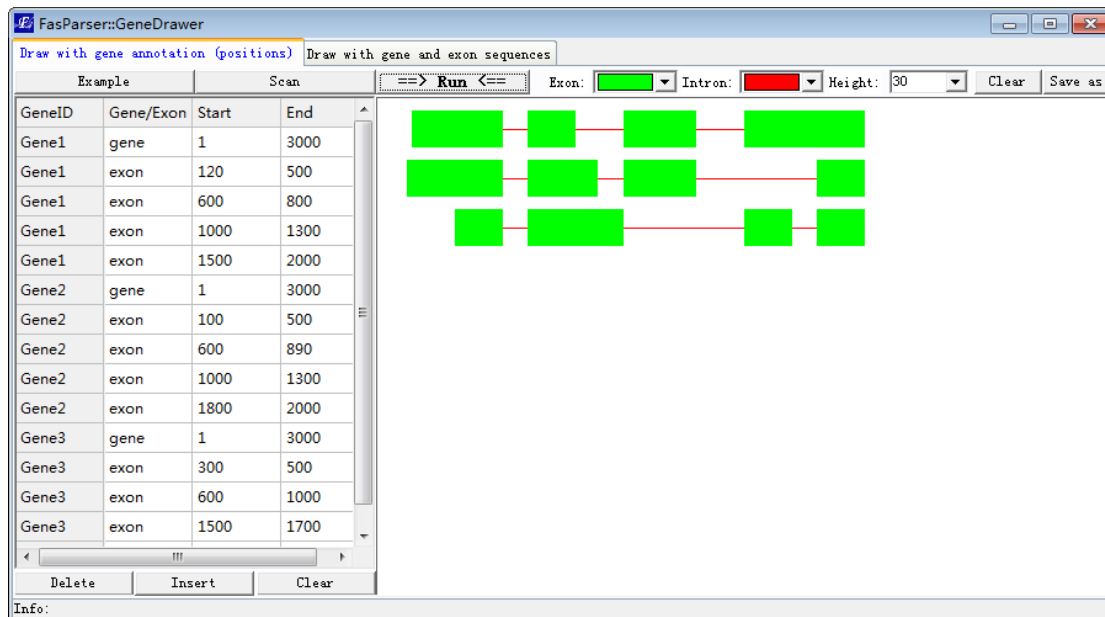 FasParser::GeneDrawer
Draw with gene annotation (positions) Draw with gene and exon sequences
Example Scan ==> Run <== Exon: Intron: Height: 30 Clear Save as
GeneID Gene/Exon Start End
Gene1 gene 1 3000
Gene1 exon 120 500
Gene1 exon 600 800
Gene1 exon 1000 1300
Gene1 exon 1500 2000
Gene2 gene 1 3000
Gene2 exon 100 500
Gene2 exon 600 890
Gene2 exon 1000 1300
Gene2 exon 1800 2000
Gene3 gene 1 3000
Gene3 exon 300 500
Gene3 exon 600 1000
Gene3 exon 1500 1700
Delete Insert Clear
Info: